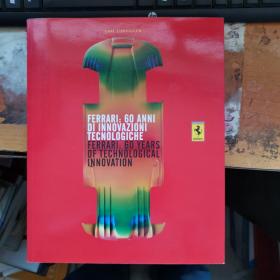 FERRARI: 60 ANNI
DI INNOVAZIONI
TECNOLOGICHE
FERRARI, 60 YEARS
OF TECHNOLOGICAL
INNOVATION